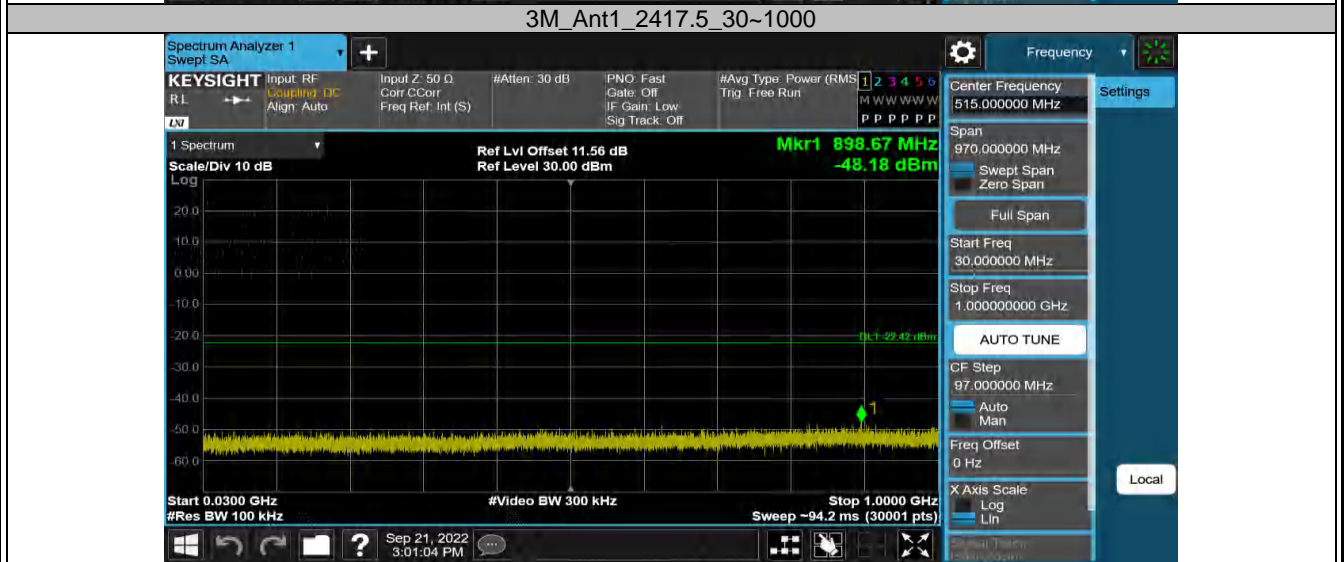 3M_Ant1_2417.5_30~1000
Spectrum Analyzer 1
Swept SA
Frequency
KEYSIGHT
RL
LXI
Input: RF
Coupling: DC
Align: Auto
Input Z: 50 Ω
Corr CCorr
Freq Ref: Int (S)
#Atten: 30 dB
PNO: Fast
Gate: Off
IF Gain: Low
Sig Track: Off
#Avg Type: Power (RMS
Trig: Free Run
1 2 3 4 5 6
M W W W W W
P P P P P P
1 Spectrum
Scale/Div 10 dB
Ref Lvl Offset 11.56 dB
Ref Level 30.00 dBm
Mkr1 898.67 MHz
-48.18 dBm
Log
20.0
10.0
0.00
-10.0
-20.0
DL1 -22.42 dBm
-30.0
-40.0
1
-50.0
-60.0
Start 0.0300 GHz
#Res BW 100 kHz
#Video BW 300 kHz
Stop 1.0000 GHz
Sweep ~94.2 ms (30001 pts)
Sep 21, 2022
3:01:04 PM
Center Frequency
515.000000 MHz
Span
970.000000 MHz
Swept Span
Zero Span
Full Span
Start Freq
30.000000 MHz
Stop Freq
1.000000000 GHz
AUTO TUNE
CF Step
97.000000 MHz
Auto
Man
Freq Offset
0 Hz
X Axis Scale
Log
Lin
Settings
Local